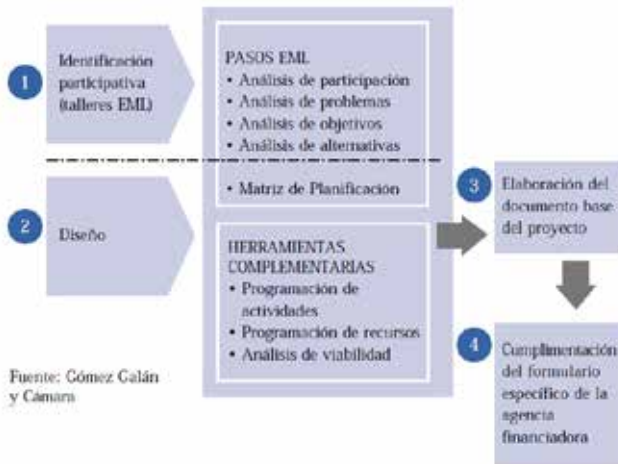 1
Identificación
participativa
(talleres EML)
PASOS EML
• Análisis de participación
• Análisis de problemas
• Análisis de objetivos
• Análisis de alternativas
• Matriz de Planificación
2
Diseño
HERRAMIENTAS
COMPLEMENTARIAS
• Programación de
actividades
• Programación de recursos
• Análisis de viabilidad
3
Elaboración del
documento base
del proyecto
4
Cumplimentación
del formulario
específico de la
agencia
financiadora
Fuente: Gómez Galán
y Cámara